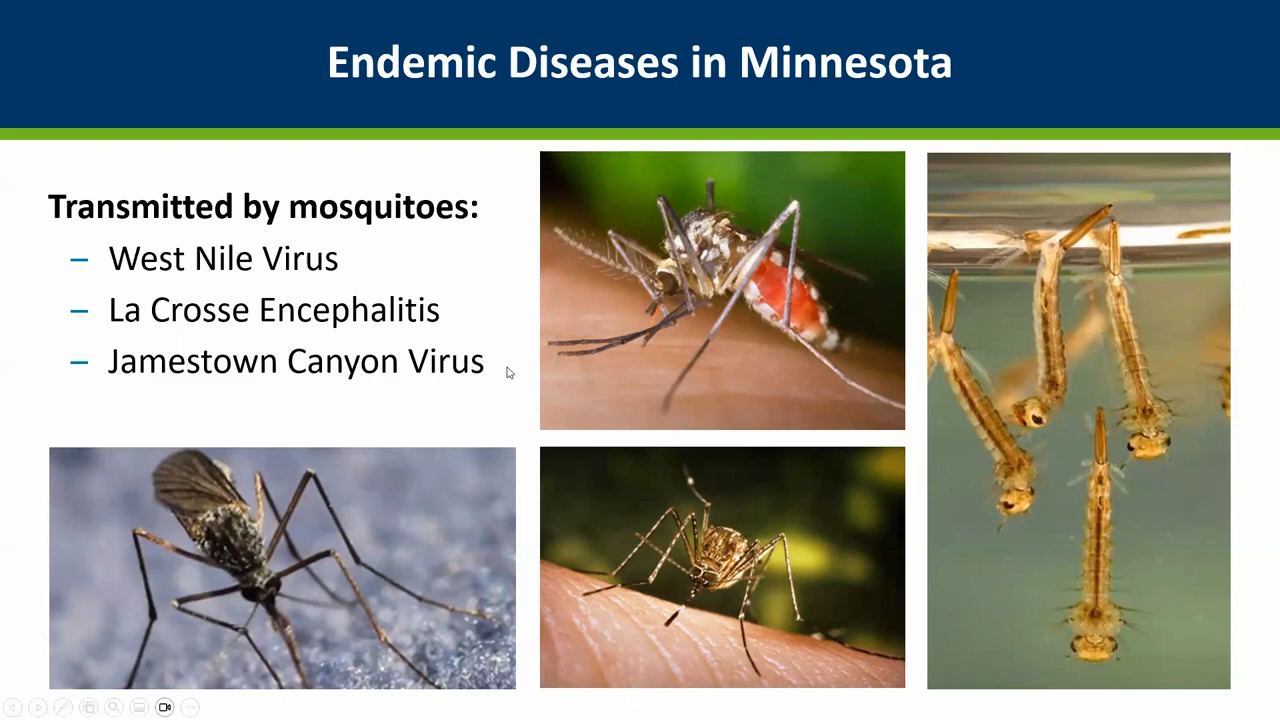 Endemic Diseases in Minnesota
Transmitted by mosquitoes:
– West Nile Virus
– La Crosse Encephalitis
– Jamestown Canyon Virus